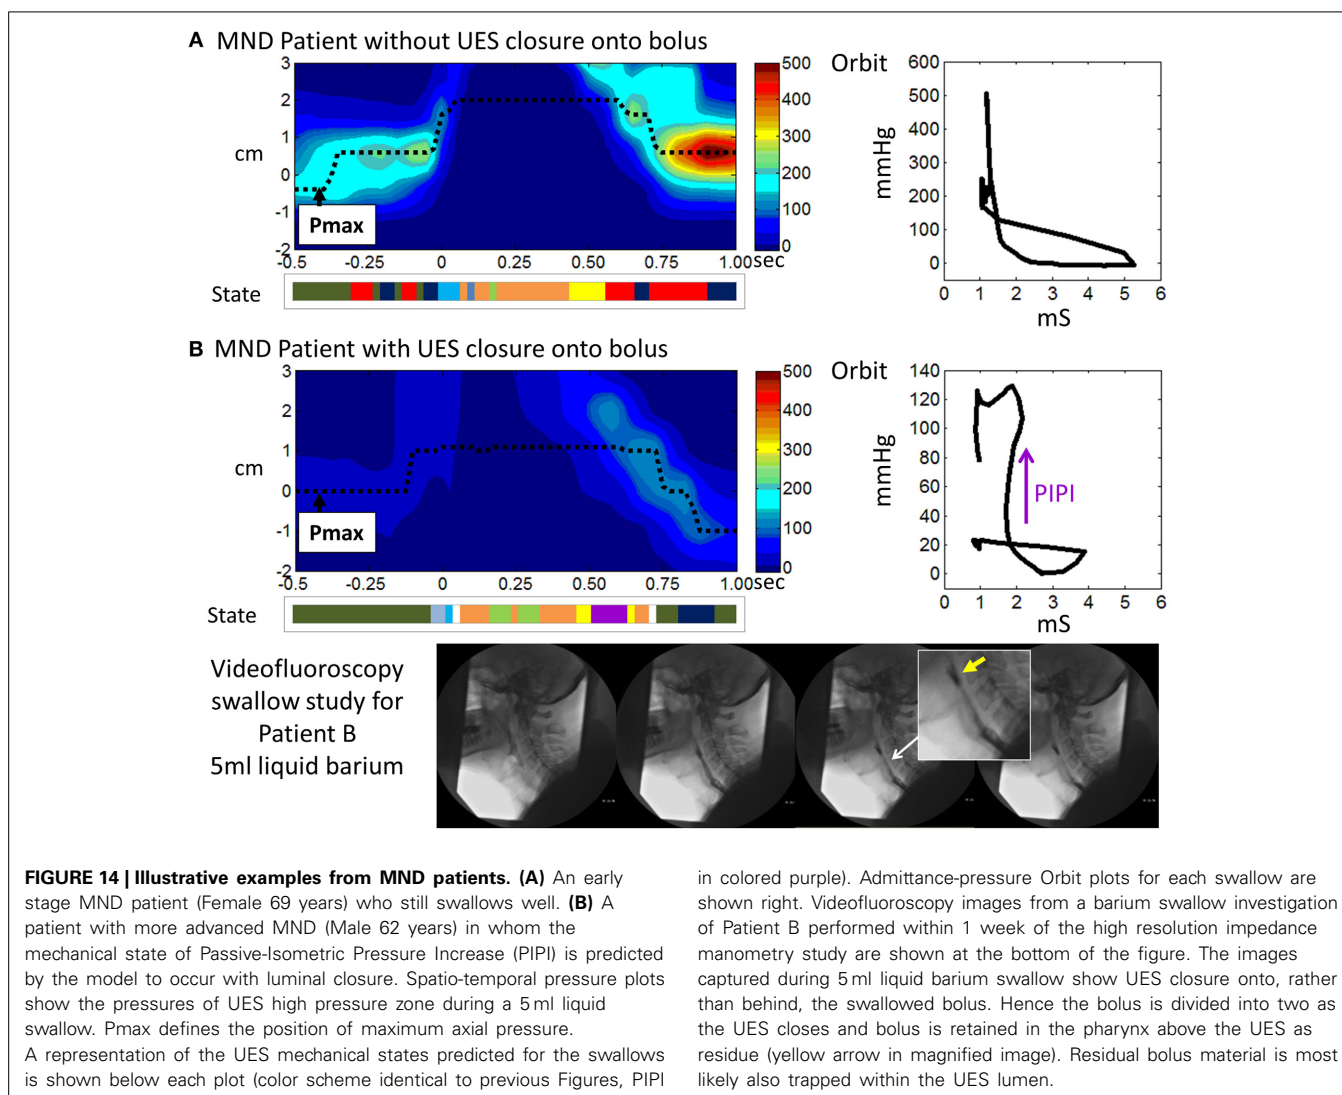 A MND Patient without UES closure onto bolus
3
2
1
0
-1
-2
cm
Pmax
-0.5 -0.25 0 0.25 0.50 0.75 1.00 sec
500
400
300
200
100
0
State
Orbit
600
500
400
300
200
100
0
mmHg
0 1 2 3 4 5 6
mS
B MND Patient with UES closure onto bolus
3
2
1
0
-1
-2
cm
Pmax
-0.5 -0.25 0 0.25 0.50 0.75 1.00 sec
500
400
300
200
100
0
State
Orbit
140
120
100
80
60
40
20
0
mmHg
PIPI
0 1 2 3 4 5 6
mS
Videofluoroscopy
swallow study for
Patient B
5ml liquid barium
FIGURE 14 | Illustrative examples from MND patients. (A) An early
stage MND patient (Female 69 years) who still swallows well. (B) A
patient with more advanced MND (Male 62 years) in whom the
mechanical state of Passive-Isometric Pressure Increase (PIPI) is predicted
by the model to occur with luminal closure. Spatio-temporal pressure plots
show the pressures of UES high pressure zone during a 5 ml liquid
swallow. Pmax defines the position of maximum axial pressure.
A representation of the UES mechanical states predicted for the swallows
is shown below each plot (color scheme identical to previous Figures, PIPI
in colored purple). Admittance-pressure Orbit plots for each swallow are
shown right. Videofluoroscopy images from a barium swallow investigation
of Patient B performed within 1 week of the high resolution impedance
manometry study are shown at the bottom of the figure. The images
captured during 5 ml liquid barium swallow show UES closure onto, rather
than behind, the swallowed bolus. Hence the bolus is divided into two as
the UES closes and bolus is retained in the pharynx above the UES as
residue (yellow arrow in magnified image). Residual bolus material is most
likely also trapped within the UES lumen.